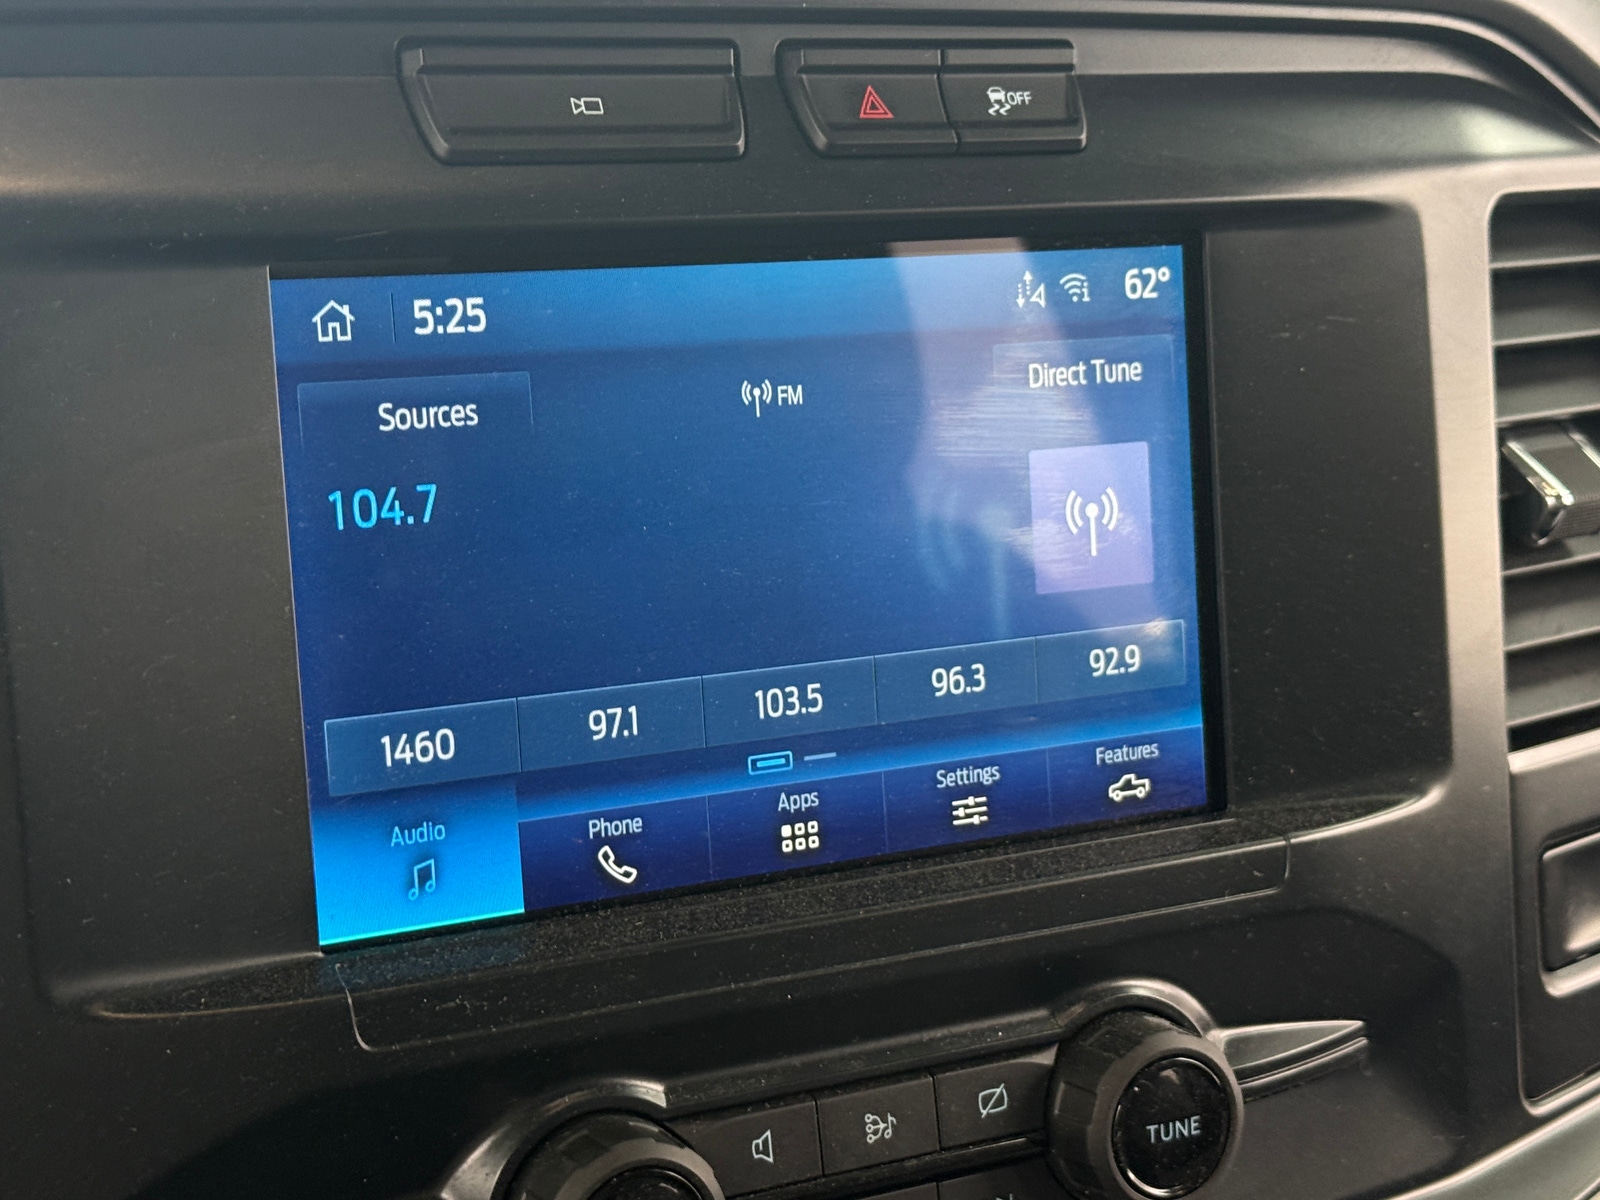 OFF
5:25
62°
Sources
FM
Direct Tune
104.7
1460
97.1
103.5
96.3
92.9
Audio
Phone
Apps
Settings
Features
TUNE